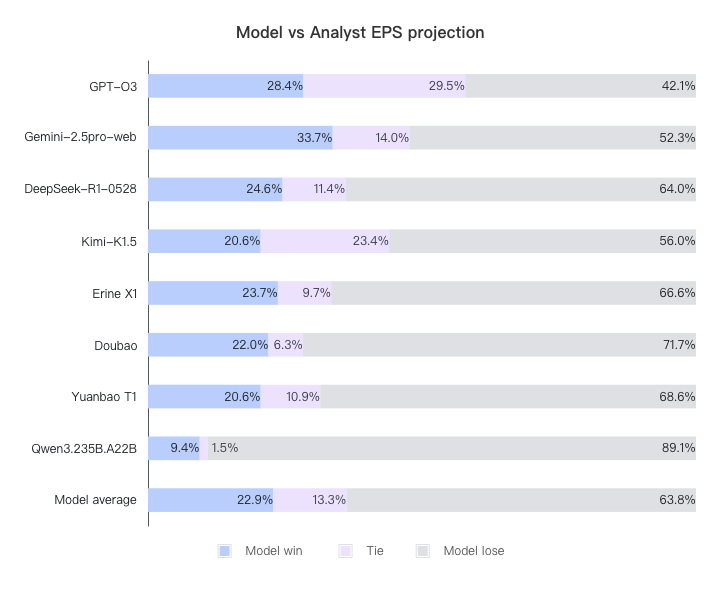 Model vs Analyst EPS projection
GPT-O3 28.4% 29.5% 42.1%
Gemini-2.5pro-web 33.7% 14.0% 52.3%
DeepSeek-R1-0528 24.6% 11.4% 64.0%
Kimi-K1.5 20.6% 23.4% 56.0%
Erine X1 23.7% 9.7% 66.6%
Doubao 22.0% 6.3% 71.7%
Yuanbao T1 20.6% 10.9% 68.6%
Qwen3.235B.A22B 9.4% 1.5% 89.1%
Model average 22.9% 13.3% 63.8%
Model win Tie Model lose